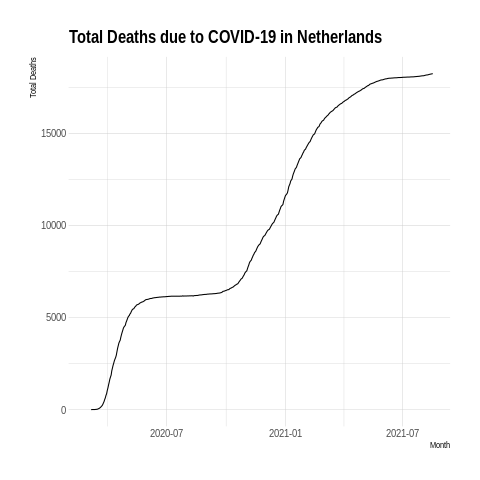 Total Deaths due to COVID-19 in Netherlands
Total Deaths
15000
10000
5000
0
2020-07 2021-01 2021-07
Month